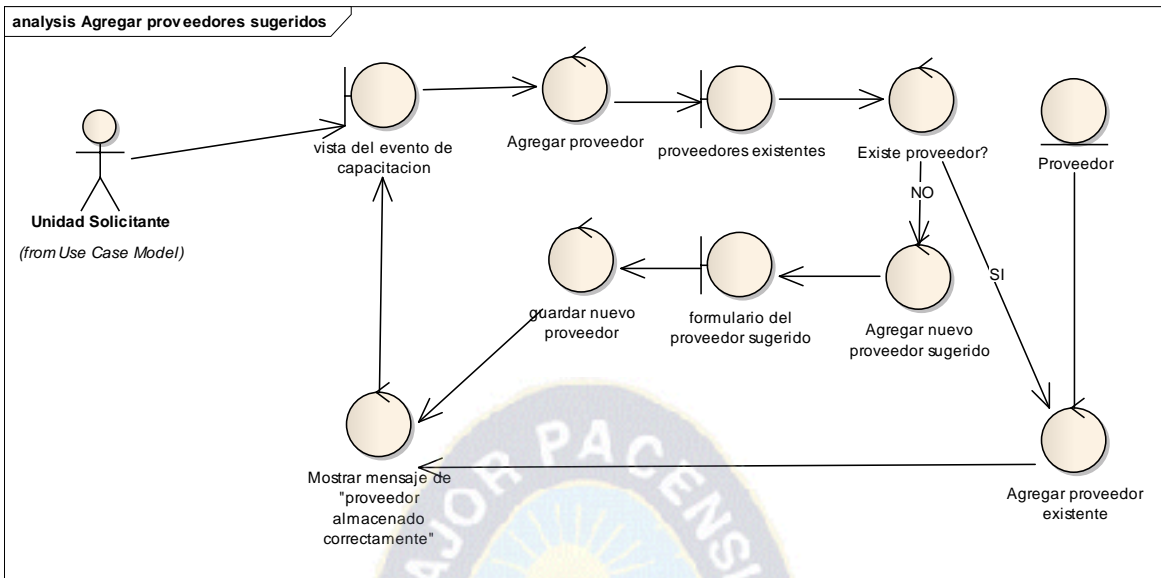 analysis Agregar proveedores sugeridos
vista del evento de
capacitacion
Agregar proveedor
proveedores existentes
Existe proveedor?
Proveedor
Unidad Solicitante
(from Use Case Model)
NO
SI
guardar nuevo
proveedor
formulario del
proveedor sugerido
Agregar nuevo
proveedor sugerido
Mostrar mensaje de
"proveedor
almacenado
correctamente"
Agregar proveedor
existente